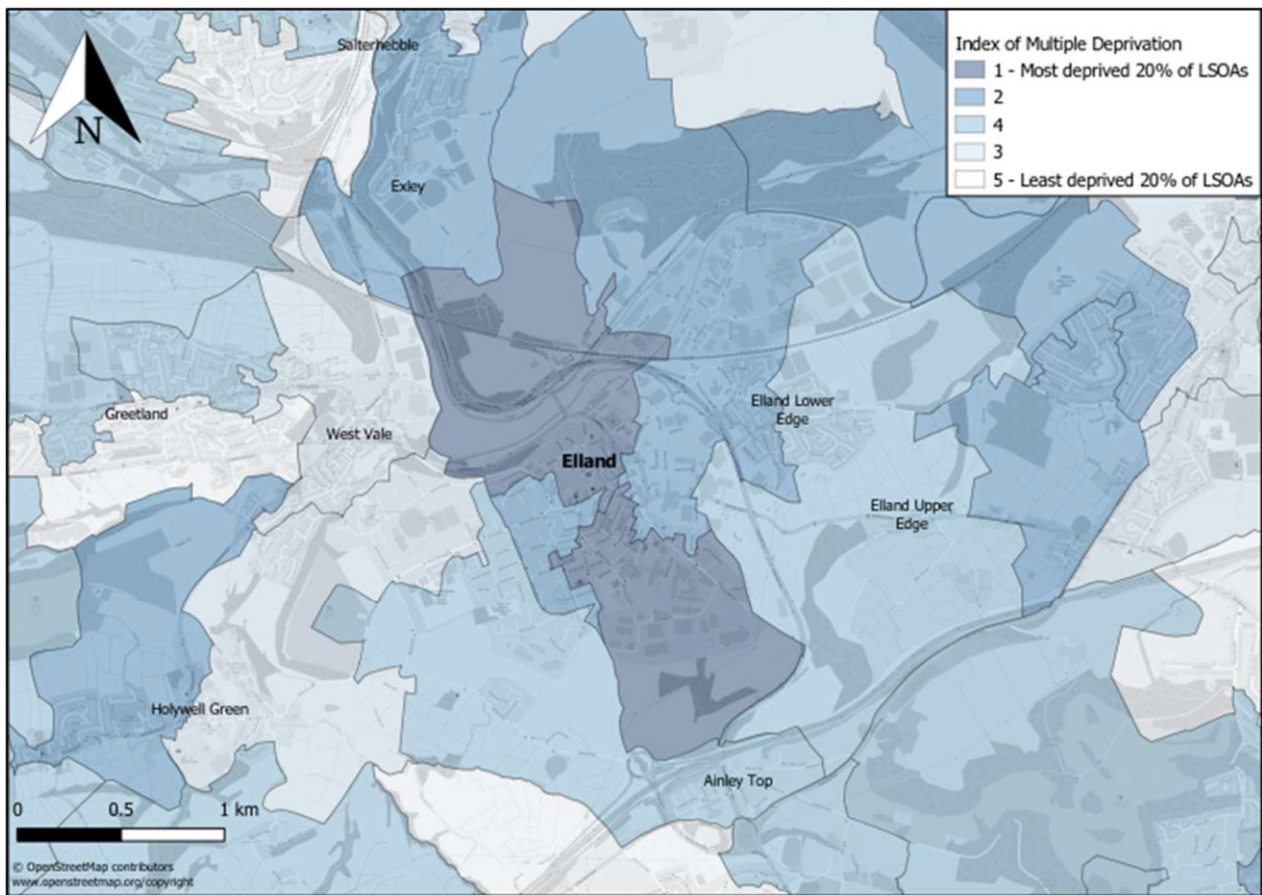 Salterhebble
Index of Multiple Deprivation
1 - Most deprived 20% of LSOAs
2
4
3
5 - Least deprived 20% of LSOAs
N
Exley
Greetland
West Vale
Elland Lower
Edge
Elland
Elland Upper
Edge
Holywell Green
Ainley Top
0 0.5 1 km
© OpenStreetMap contributors
www.openstreetmap.org/copyright